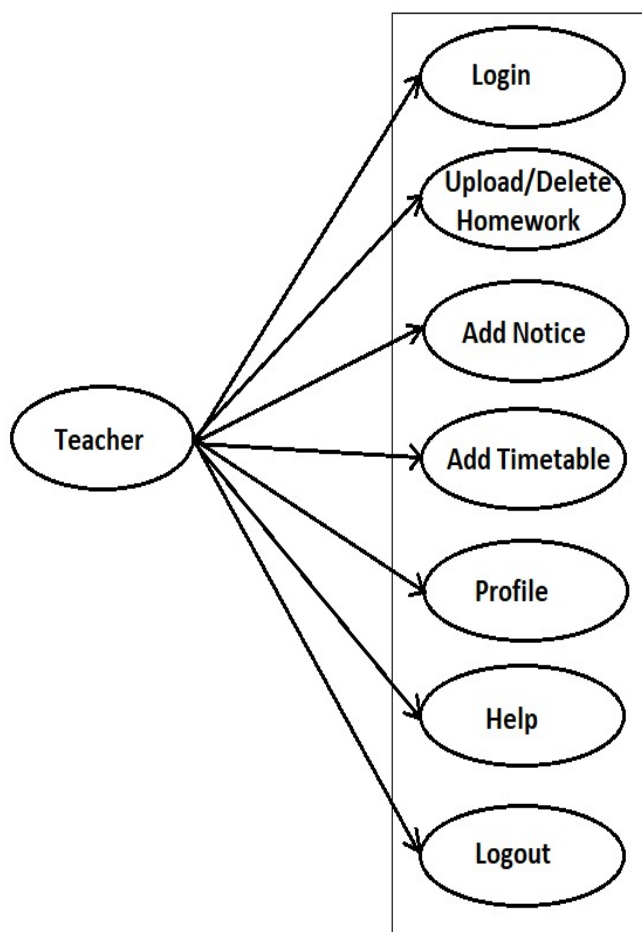 Login
Upload/Delete
Homework
Add Notice
Teacher
Add Timetable
Profile
Help
Logout